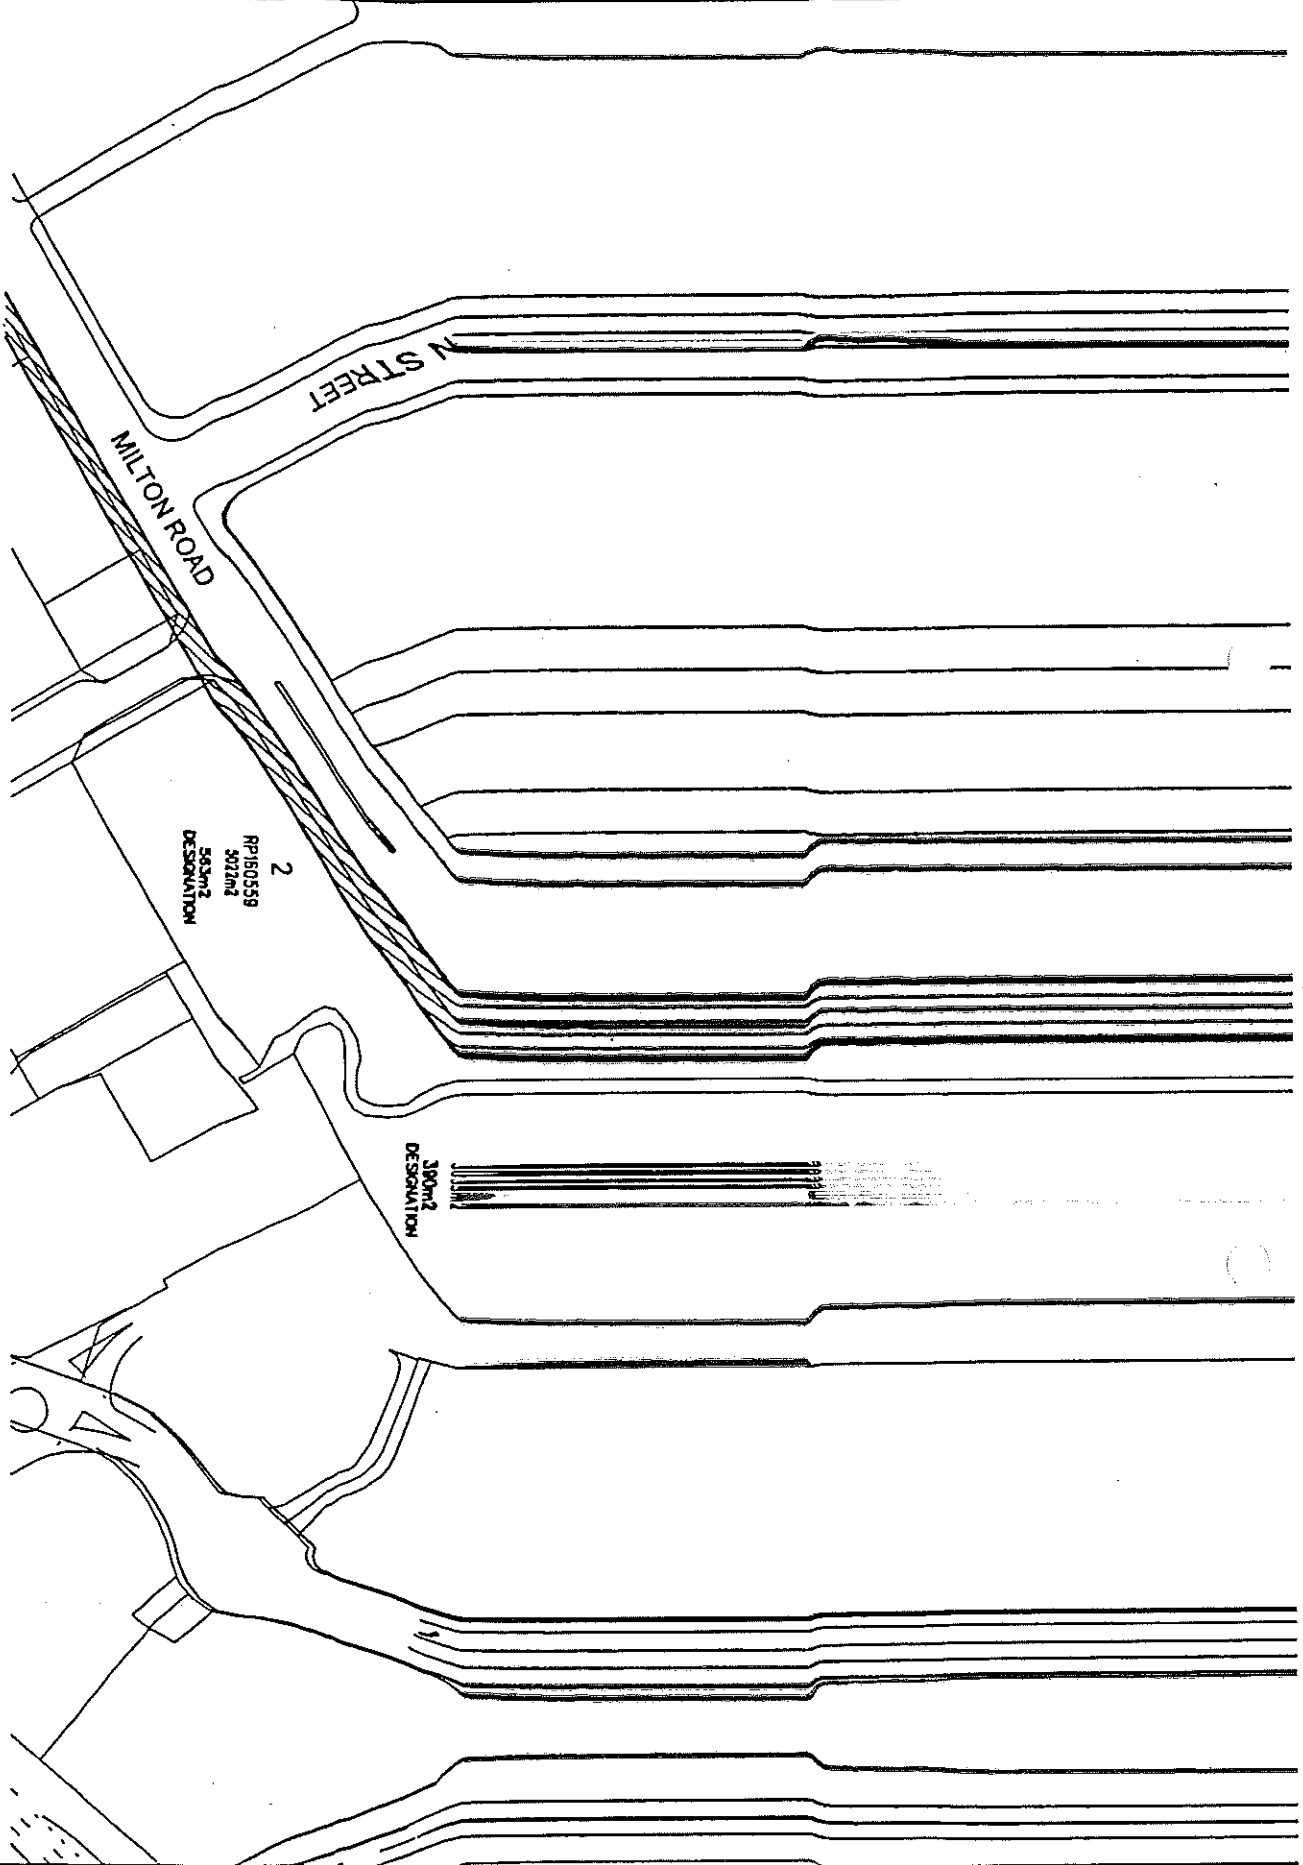 N STREET
MILTON ROAD
2
RP160559
5022m2
563m2
DESIGNATION
390m2
DESIGNATION